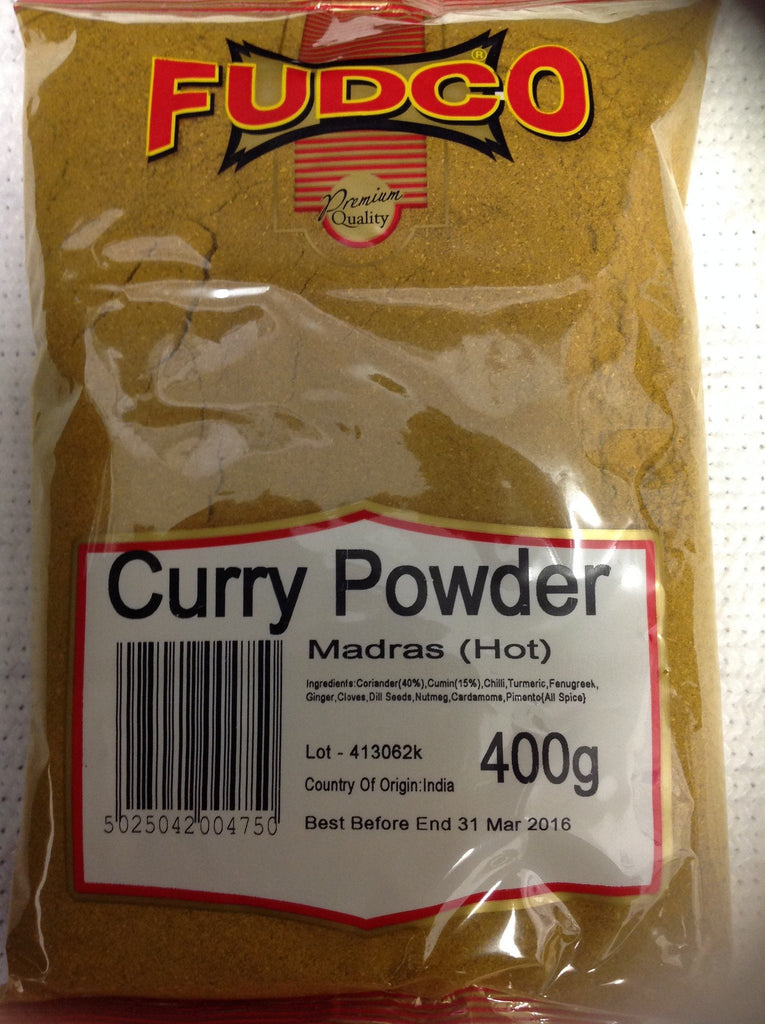 FUDCO®
Premium
Quality
Curry Powder
Madras (Hot)
Ingredients:Coriander(40%),Cumin(15%),Chilli,Turmeric,Fenugreek,
Ginger,Cloves,Dill Seeds,Nutmeg,Cardamoms,Pimento(All Spice)
Lot - 413062k
400g
Country Of Origin:India
5025042004750
Best Before End 31 Mar 2016